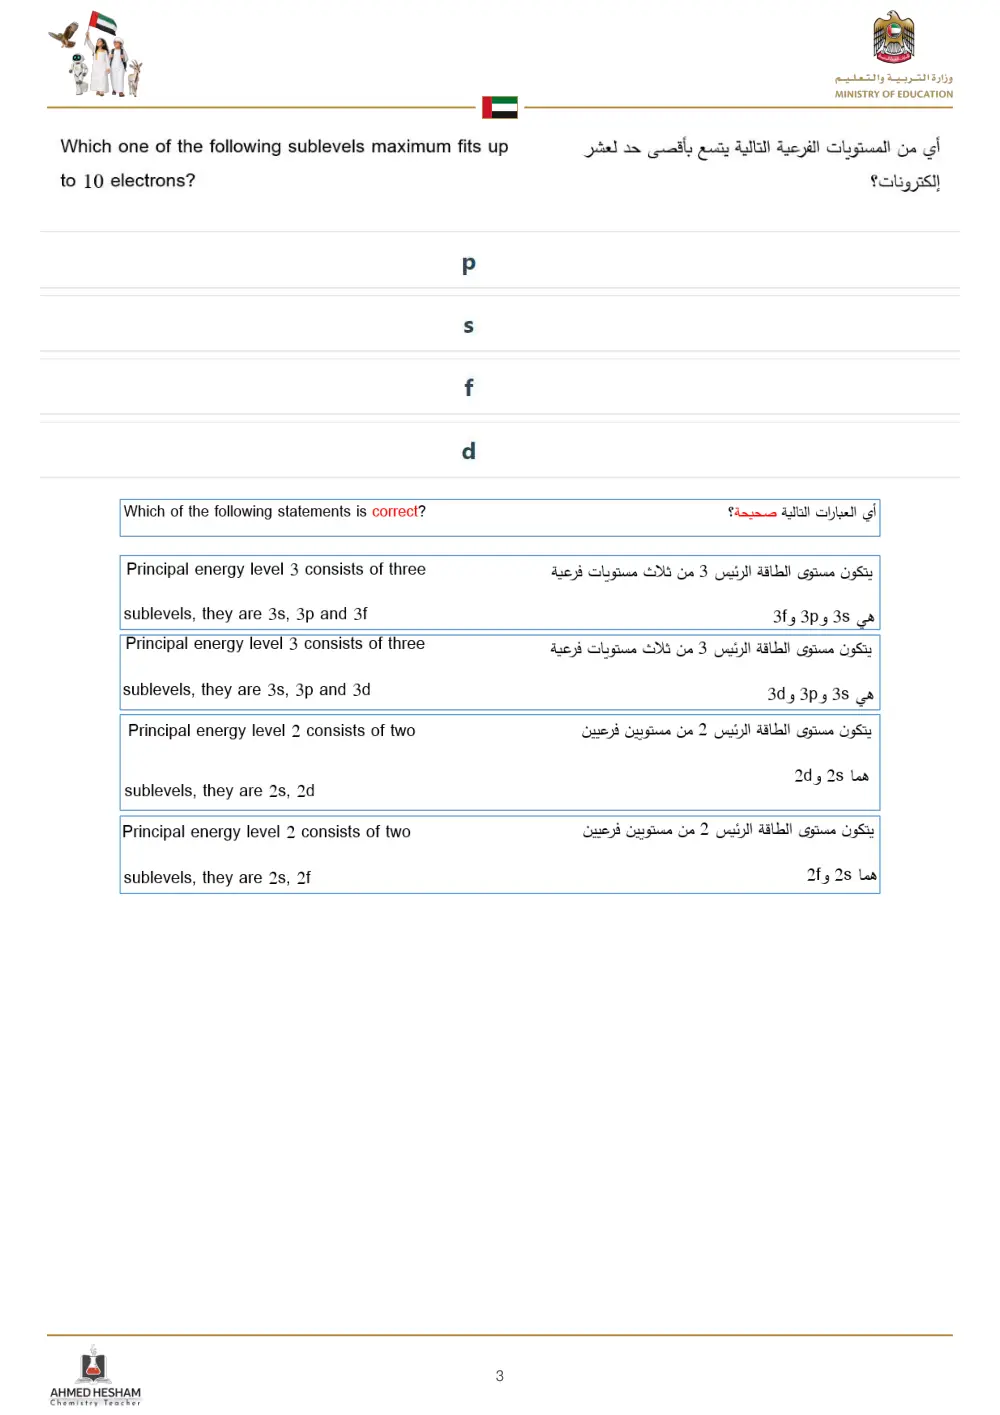 وزارة التربية والتعليم
MINISTRY OF EDUCATION
Which one of the following sublevels maximum fits up
to 10 electrons?
أي من المستويات الفرعية التالية يتسع بأقصى حد لعشر
إلكترونات؟
p
s
f
d
Which of the following statements is correct?
أي العبارات التالية صحيحة؟
Principal energy level 3 consists of three
sublevels, they are 3s, 3p and 3f
يتكون مستوى الطاقة الرئيس 3 من ثلاث مستويات فرعية
هي 3s و 3p و 3f
Principal energy level 3 consists of three
sublevels, they are 3s, 3p and 3d
يتكون مستوى الطاقة الرئيس 3 من ثلاث مستويات فرعية
هي 3s و 3p و 3d
Principal energy level 2 consists of two
sublevels, they are 2s, 2d
يتكون مستوى الطاقة الرئيس 2 من مستويين فرعيين
هما 2s و 2d
Principal energy level 2 consists of two
sublevels, they are 2s, 2f
يتكون مستوى الطاقة الرئيس 2 من مستويين فرعيين
هما 2s و 2f
AHMED HESHAM
Chemistry Teacher
3